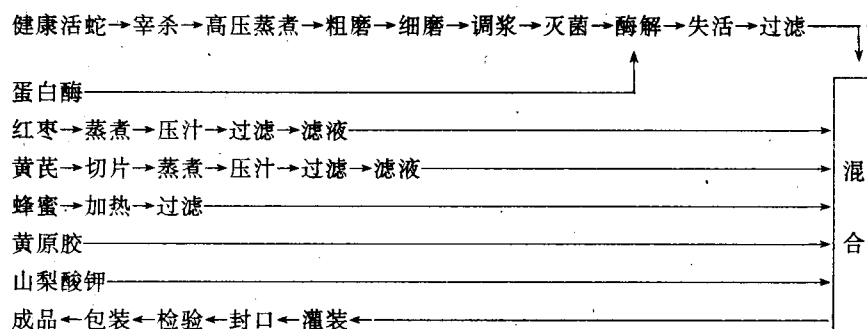 健康活蛇→宰杀→高压蒸煮→粗磨→细磨→调浆→灭菌→酶解→失活→过滤
蛋白酶
红枣→蒸煮→压汁→过滤→滤液
黄芪→切片→蒸煮→压汁→过滤→滤液
蜂蜜→加热→过滤
黄原胶
山梨酸钾
成品←包装←检验←封口←灌装←
混合